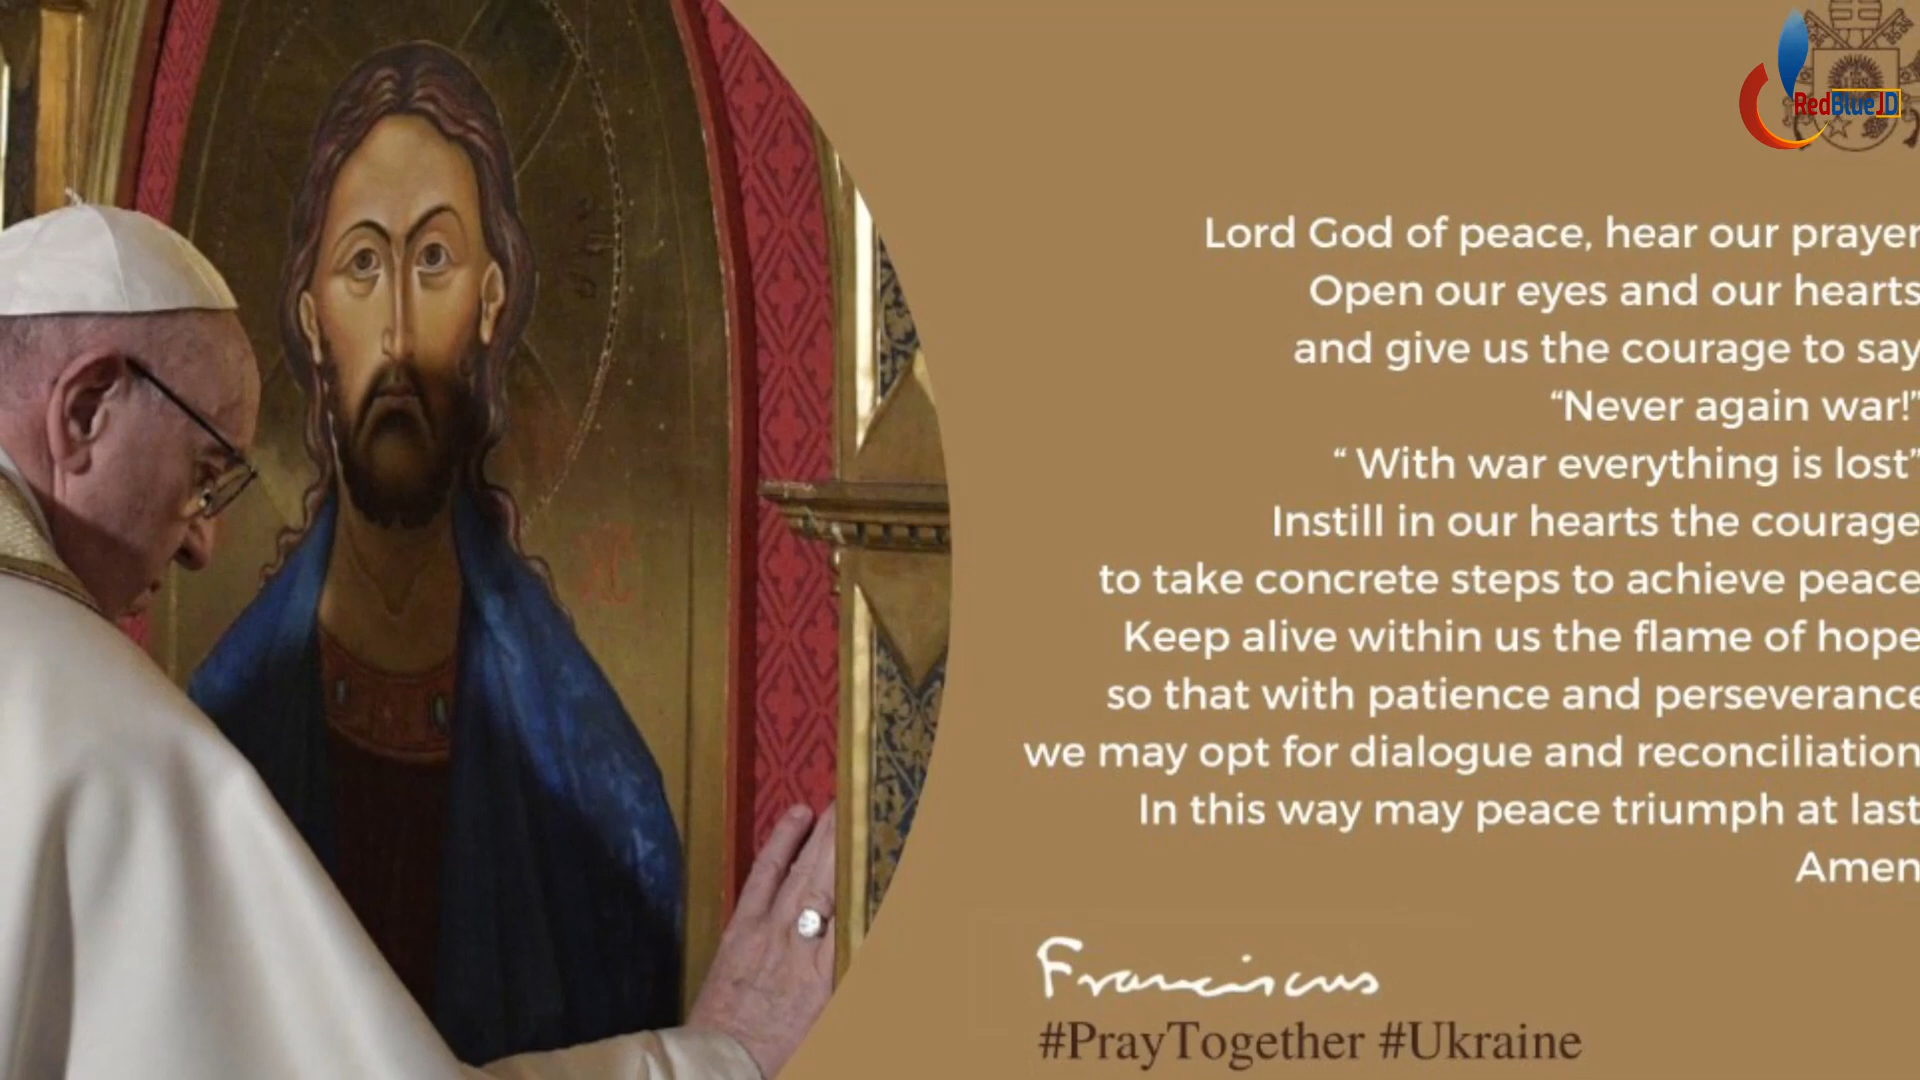 RedBlueJD
Lord God of peace, hear our prayer
Open our eyes and our hearts
and give us the courage to say
“Never again war!”
“ With war everything is lost”
Instill in our hearts the courage
to take concrete steps to achieve peace
Keep alive within us the flame of hope
so that with patience and perseverance
we may opt for dialogue and reconciliation
In this way may peace triumph at last
Amen
Franciscus
#PrayTogether #Ukraine